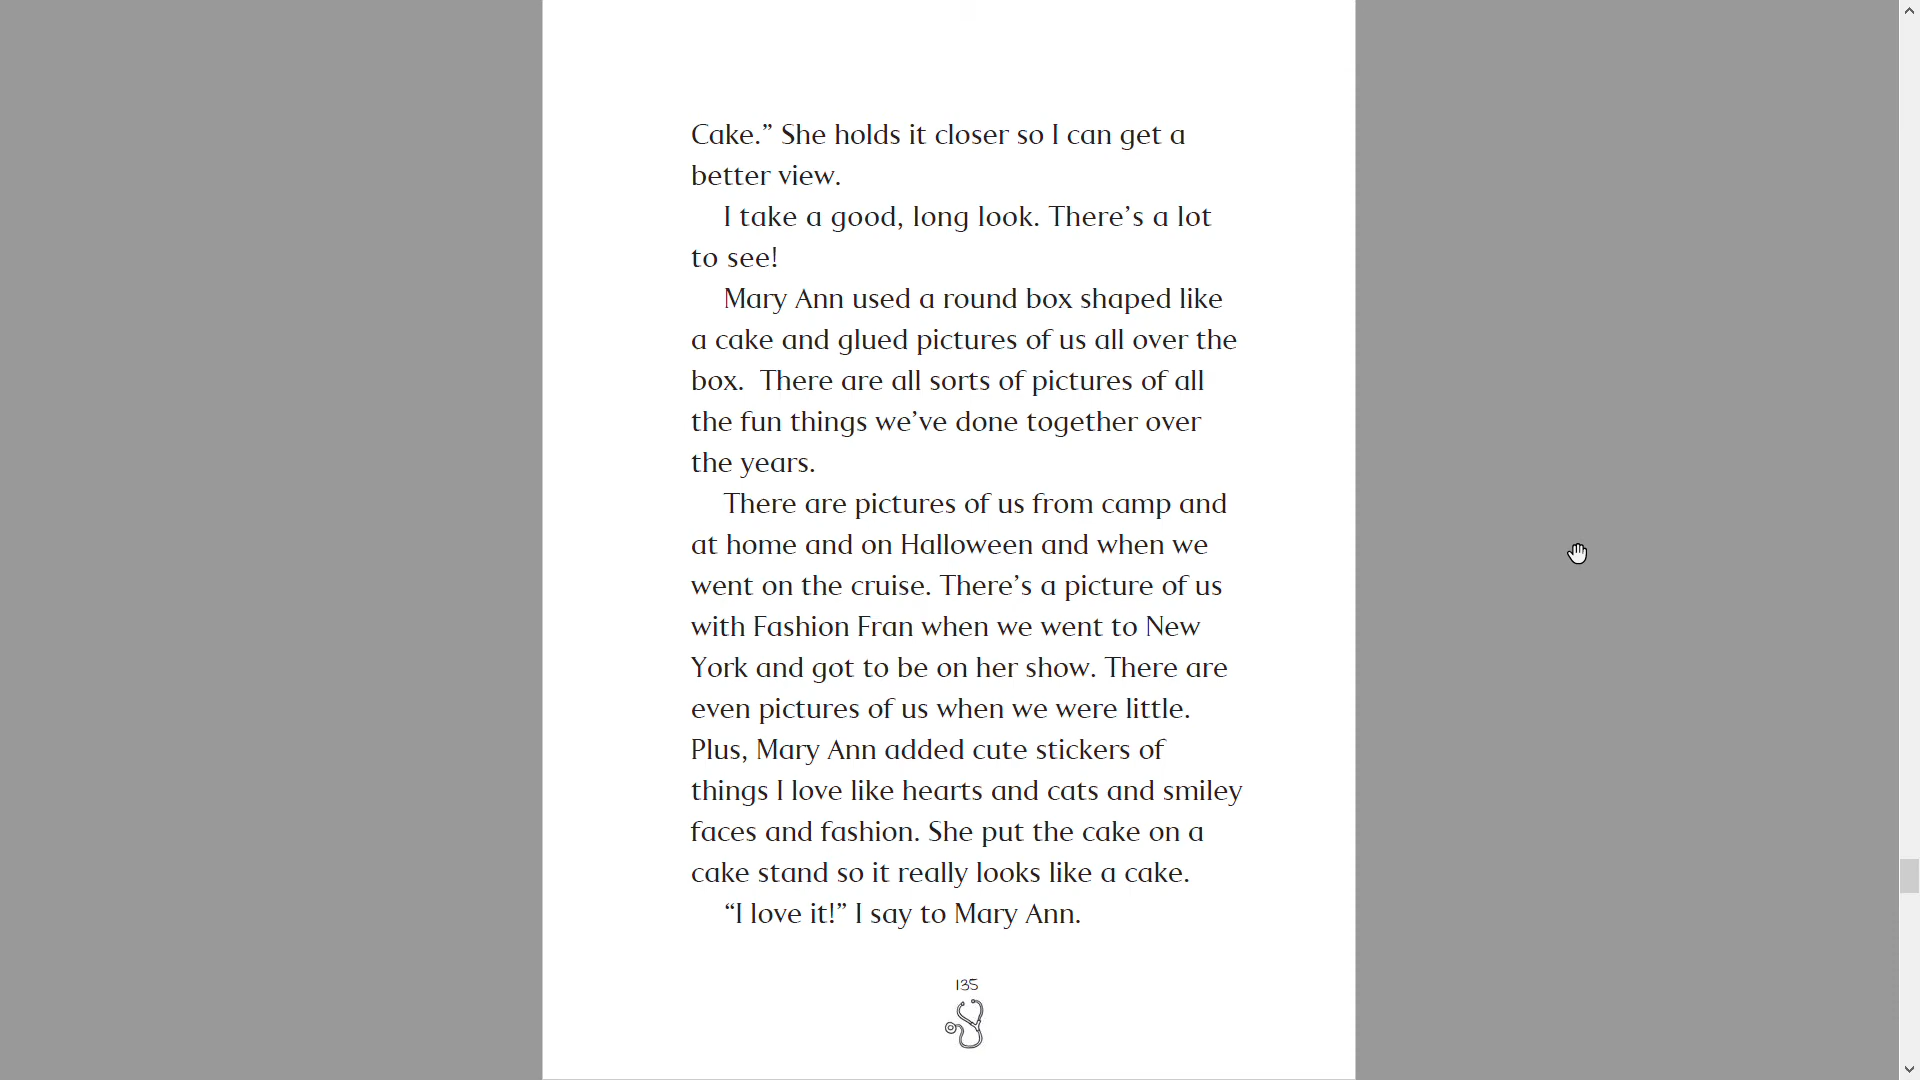 Cake.” She holds it closer so I can get a
better view.
I take a good, long look. There’s a lot
to see!
Mary Ann used a round box shaped like
a cake and glued pictures of us all over the
box.  There are all sorts of pictures of all
the fun things we’ve done together over
the years.
There are pictures of us from camp and
at home and on Halloween and when we
went on the cruise. There’s a picture of us
with Fashion Fran when we went to New
York and got to be on her show. There are
even pictures of us when we were little.
Plus, Mary Ann added cute stickers of
things I love like hearts and cats and smiley
faces and fashion. She put the cake on a
cake stand so it really looks like a cake.
“I love it!” I say to Mary Ann.
135